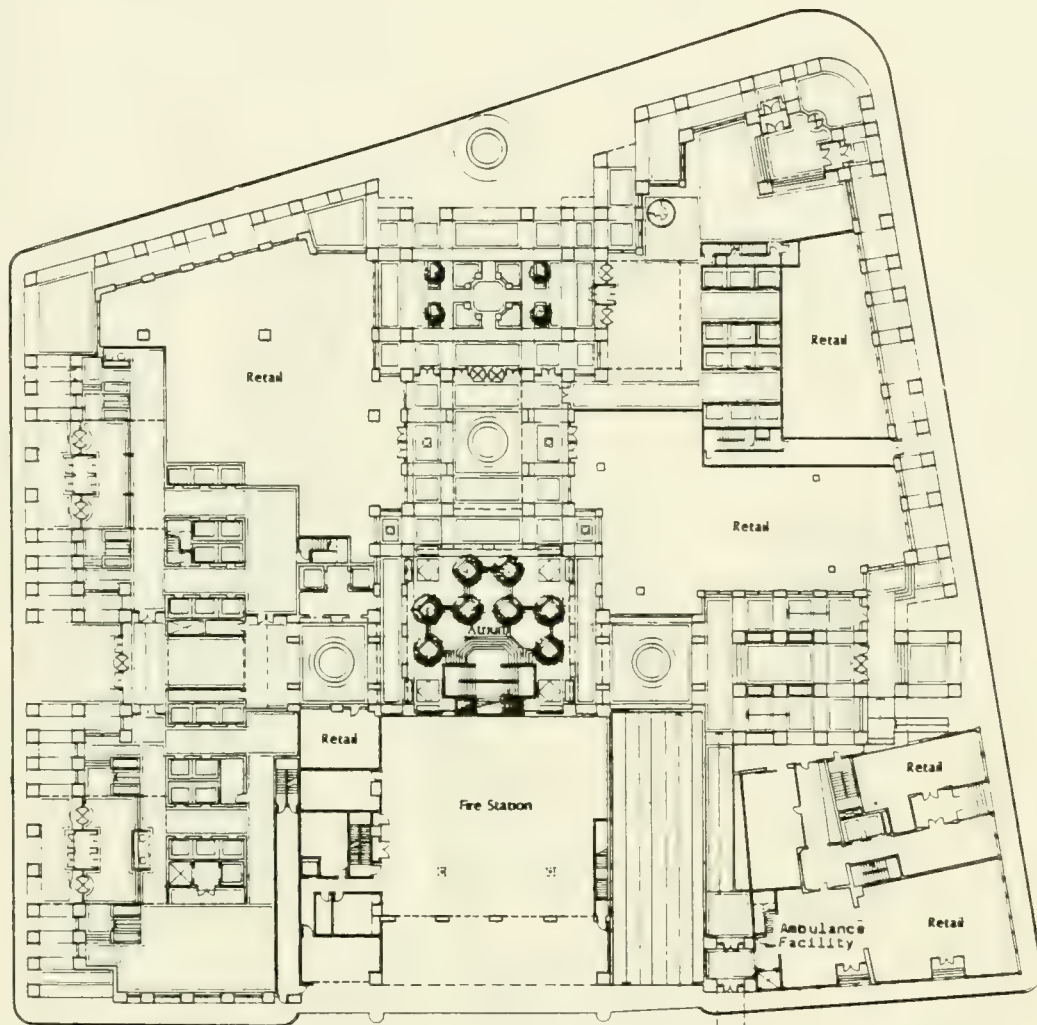 Retail
Retail
Retail
Atrium
Retail
Fire Station
Retail
Ambulance
Facility
Retail